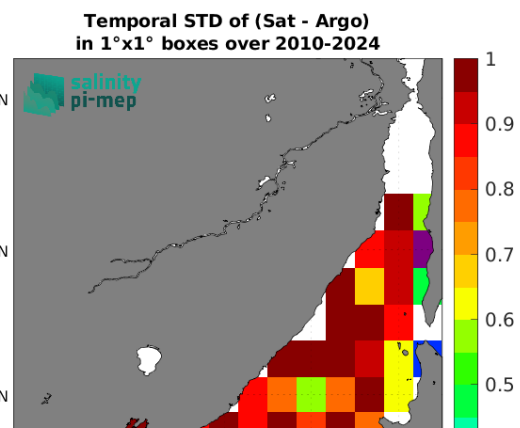 Temporal STD of (Sat - Argo)
in 1°x1° boxes over 2010-2024
salinity
pi-mep
N
N
N
1
0.9
0.8
0.7
0.6
0.5